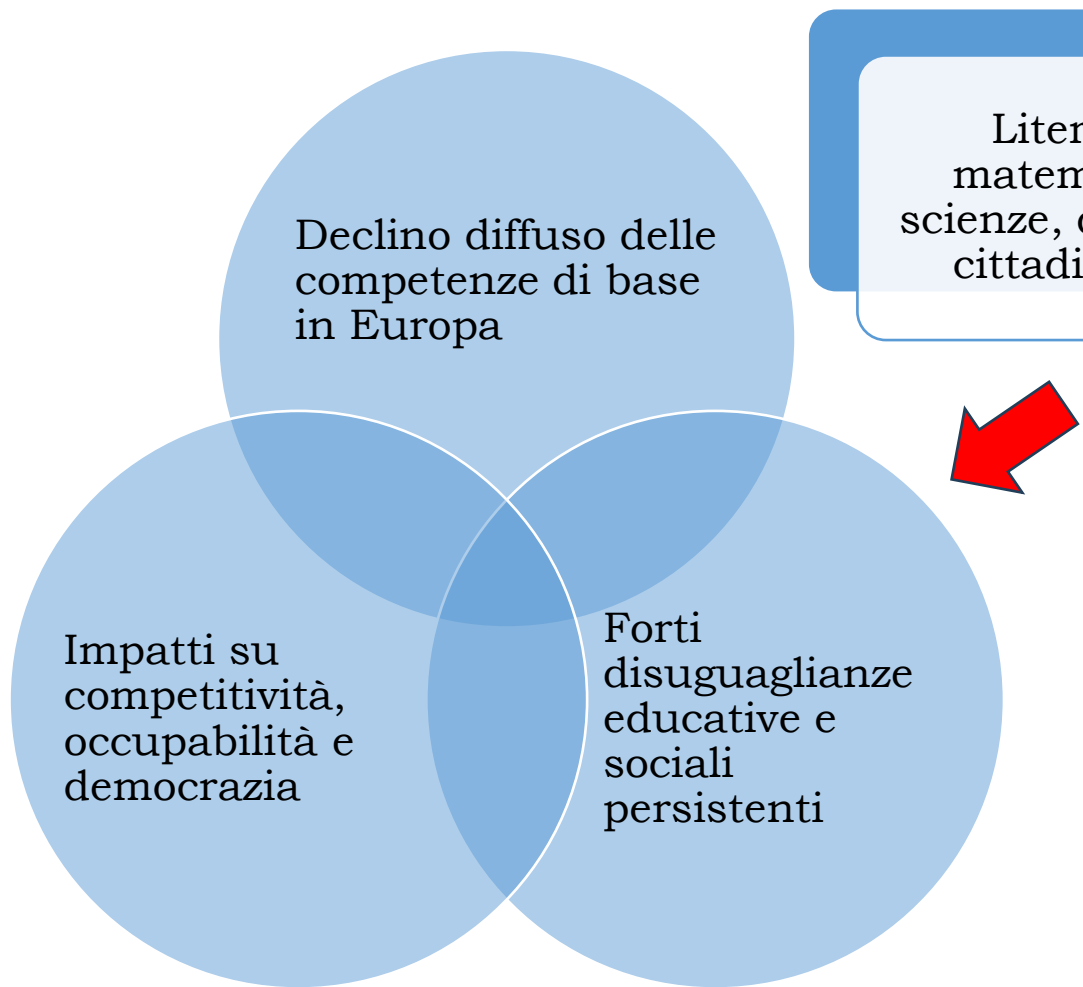 Declino diffuso delle
competenze di base
in Europa
scienze,
Impatti su
competitività,
occupabilità e
democrazia
Forti
disuguaglianze
educative e
sociali
persistenti